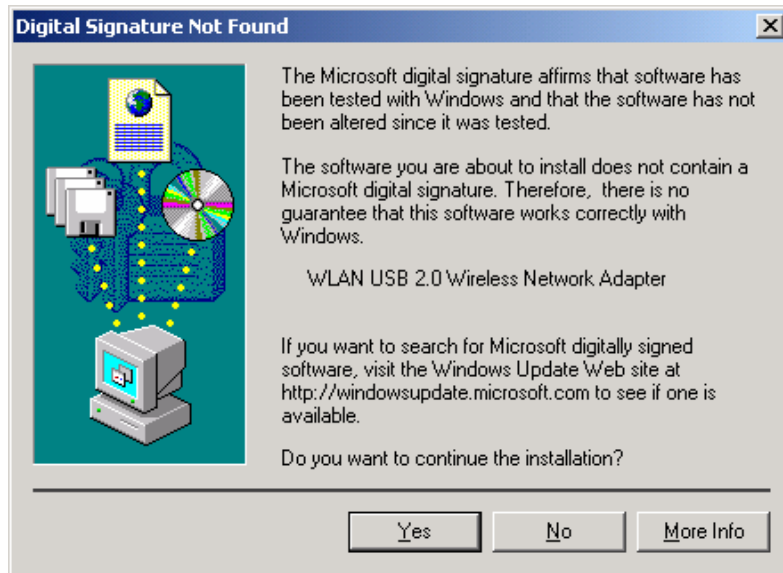 Digital Signature Not Found
The Microsoft digital signature affirms that software has
been tested with Windows and that the software has not
been altered since it was tested.
The software you are about to install does not contain a
Microsoft digital signature. Therefore,  there is no
guarantee that this software works correctly with
Windows.
WLAN USB 2.0 Wireless Network Adapter
If you want to search for Microsoft digitally signed
software, visit the Windows Update Web site at
http://windowsupdate.microsoft.com to see if one is
available.
Do you want to continue the installation?
Yes No More Info